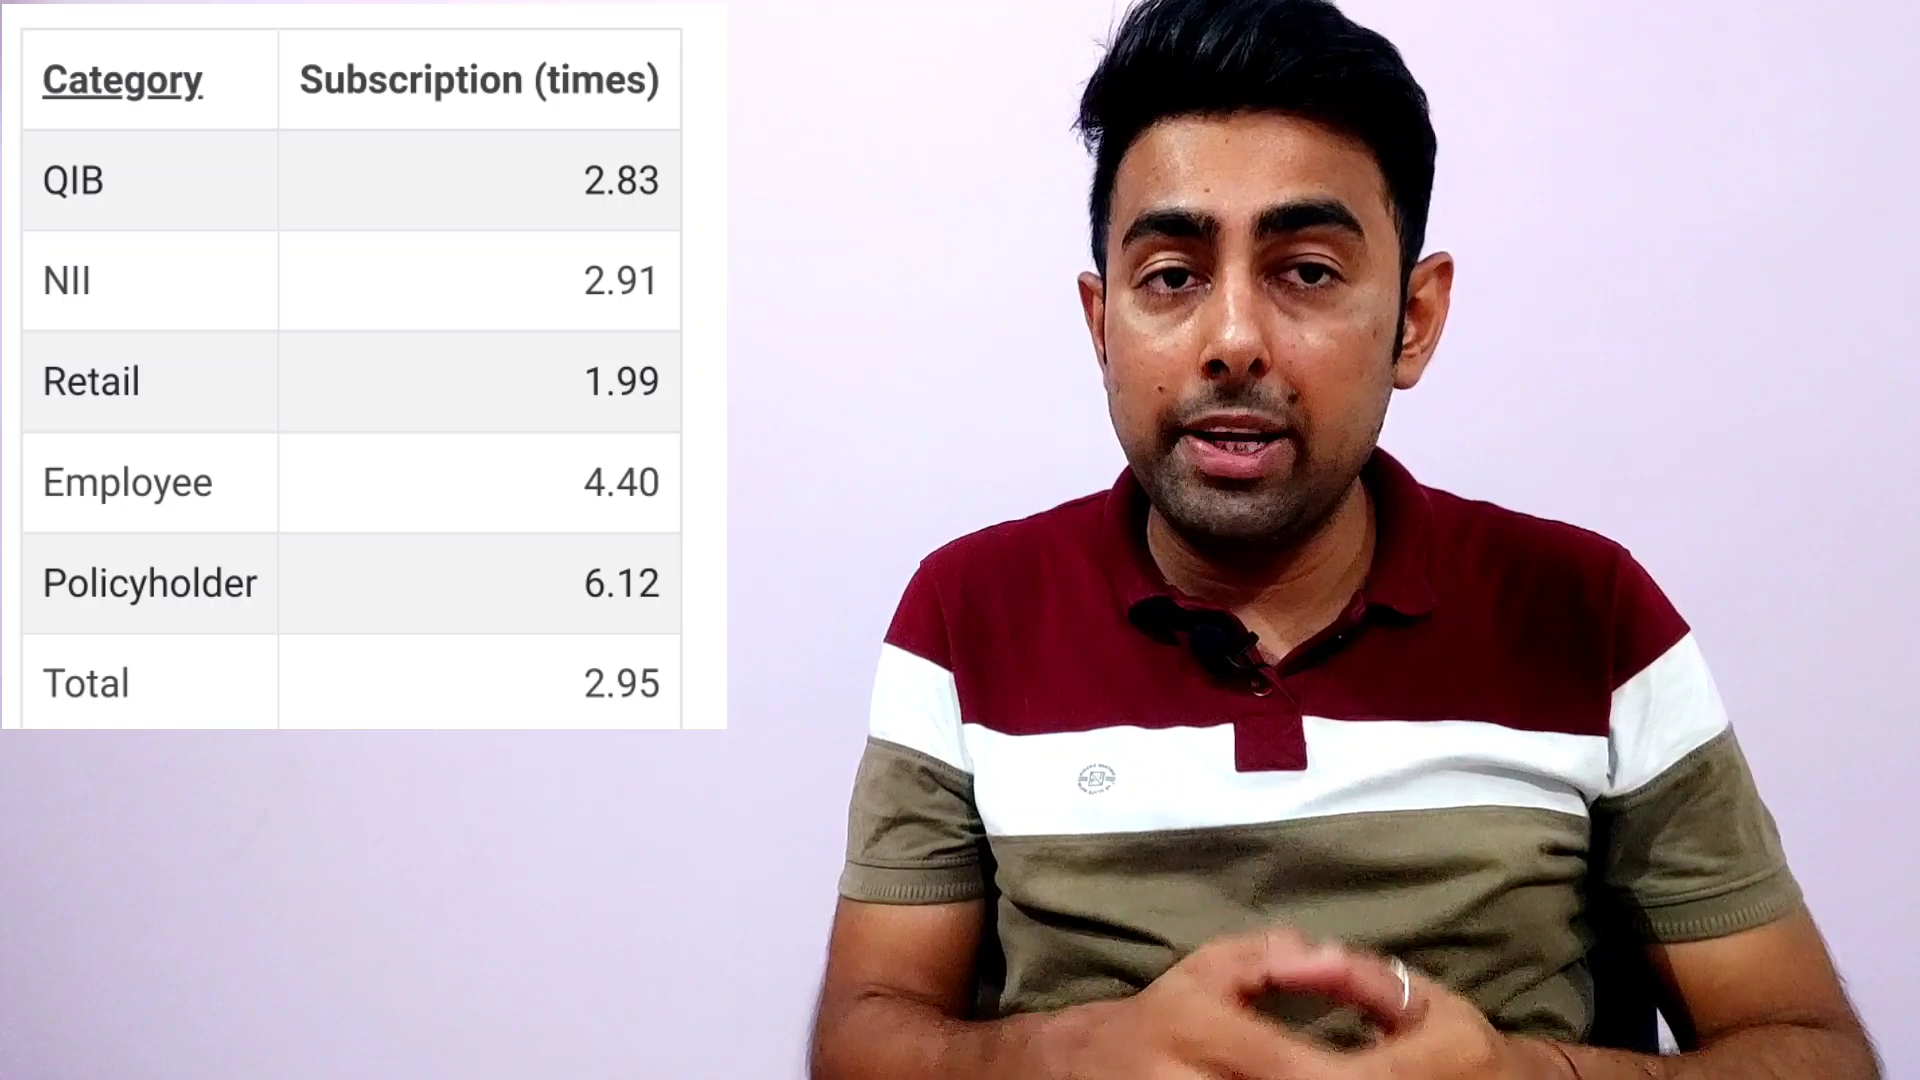 Category Subscription (times)
QIB 2.83
NII 2.91
Retail 1.99
Employee 4.40
Policyholder 6.12
Total 2.95